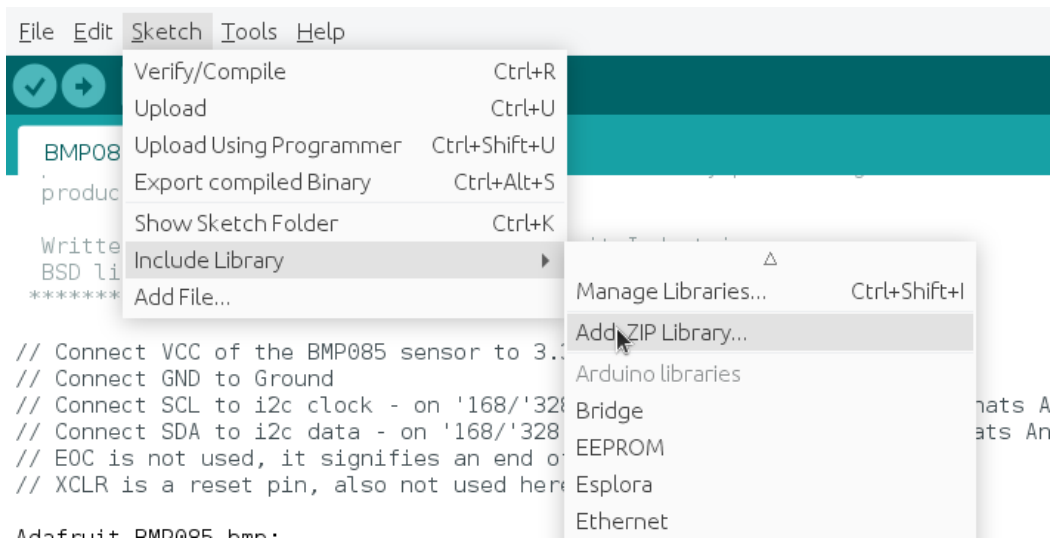 File Edit Sketch Tools Help
Verify/Compile Ctrl+R
Upload Ctrl+U
Upload Using Programmer Ctrl+Shift+U
Export compiled Binary Ctrl+Alt+S
Show Sketch Folder Ctrl+K
Include Library
Add File...
Manage Libraries... Ctrl+Shift+I
Add .ZIP Library...
Arduino libraries
Bridge
EEPROM
Esplora
Ethernet
BMP08
produc
Writte
BSD li
*******
// Connect VCC of the BMP085 sensor to 3.
// Connect GND to Ground
// Connect SCL to i2c clock - on '168/'328 hats A
// Connect SDA to i2c data - on '168/'328 ats An
// EOC is not used, it signifies an end o
// XCLR is a reset pin, also not used here
Adafruit BMP085 bmp;